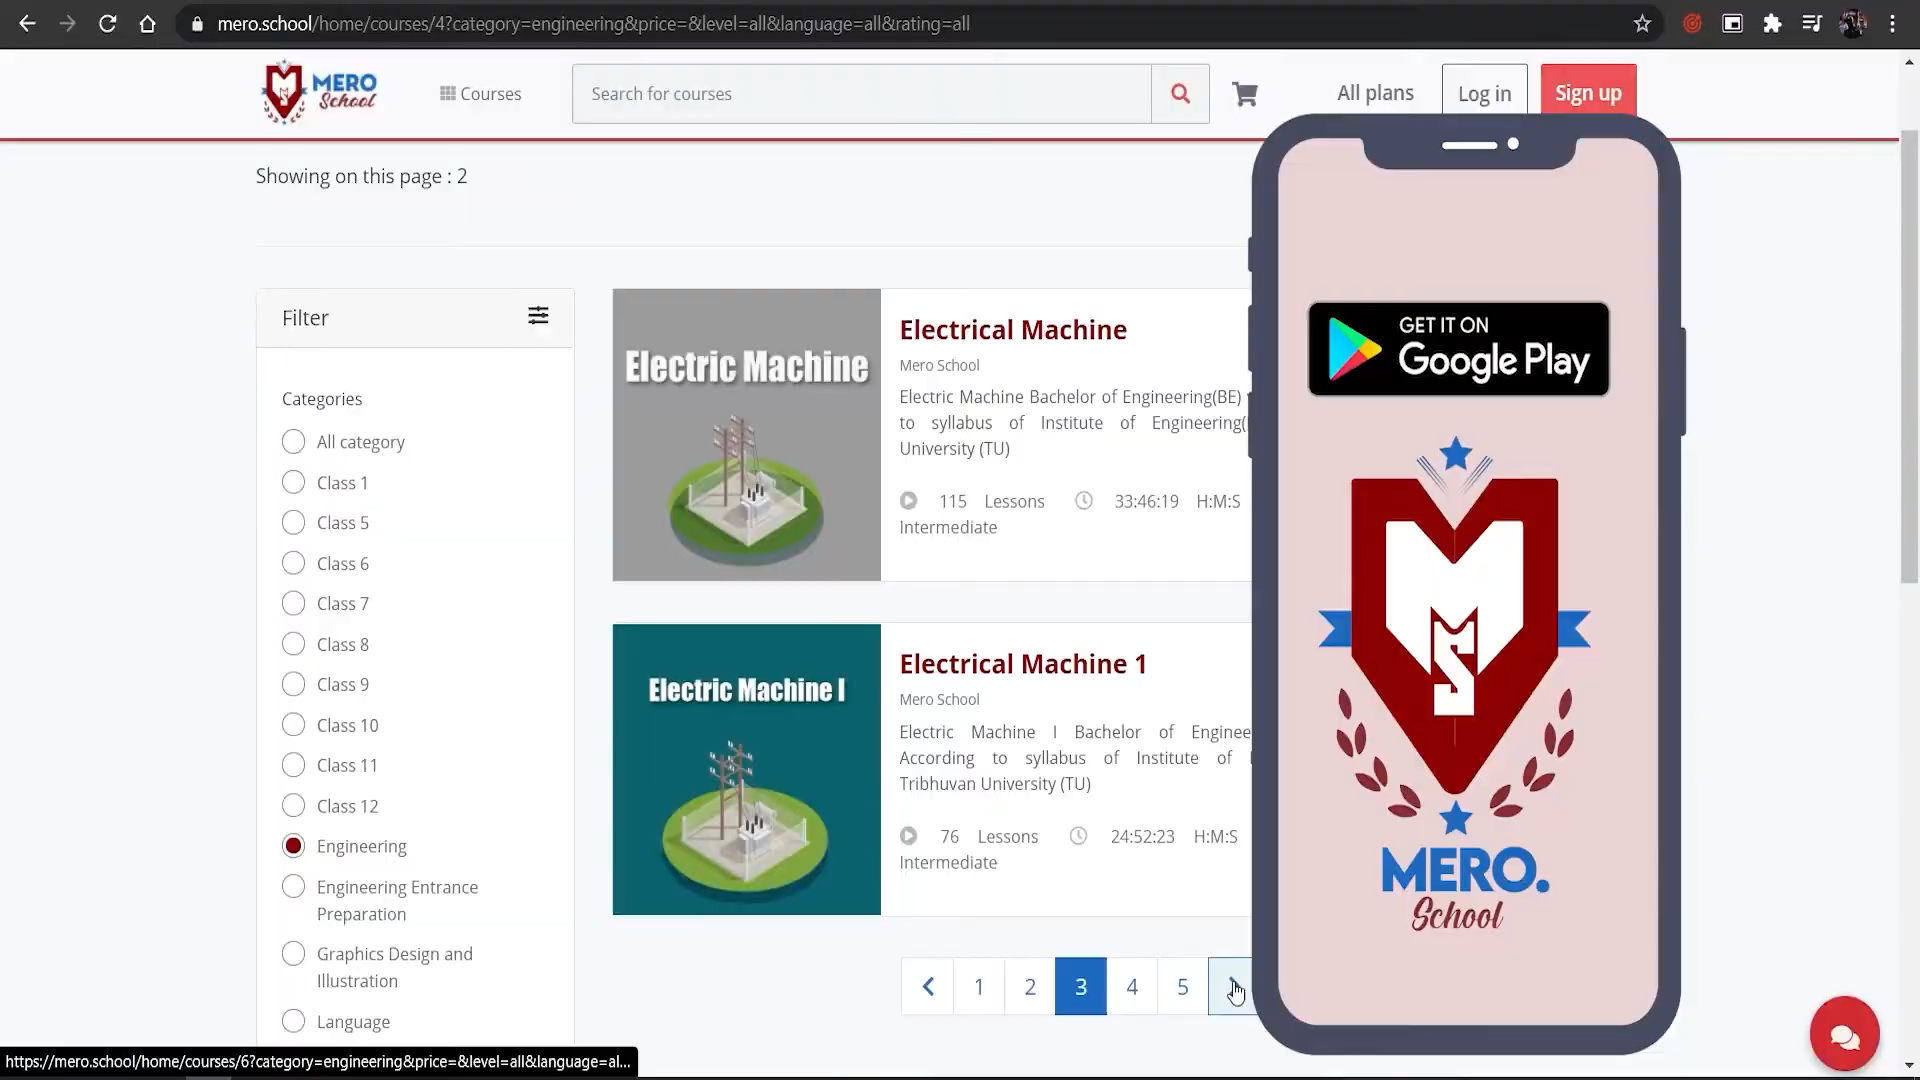 mero.school/home/courses/4?category=engineering&price=&level=all&language=all&rating=all
MERO
School
Courses
Search for courses
All plans
Log in
Sign up
Showing on this page : 2
Filter
Categories
All category
Class 1
Class 5
Class 6
Class 7
Class 8
Class 9
Class 10
Class 11
Class 12
Engineering
Engineering Entrance
Preparation
Graphics Design and
Illustration
Language
Electric Machine
Electrical Machine
Mero School
Electric Machine Bachelor of Engineering(BE)
to syllabus of Institute of Engineering(
University (TU)
115 Lessons 33:46:19 H:M:S
Intermediate
Electric Machine I
Electrical Machine 1
Mero School
Electric Machine I Bachelor of Enginee
According to syllabus of Institute of
Tribhuvan University (TU)
76 Lessons 24:52:23 H:M:S
Intermediate
1 2 3 4 5
GET IT ON
Google Play
MS
MERO.
School
https://mero.school/home/courses/6?category=engineering&price=&level=all&language=al...